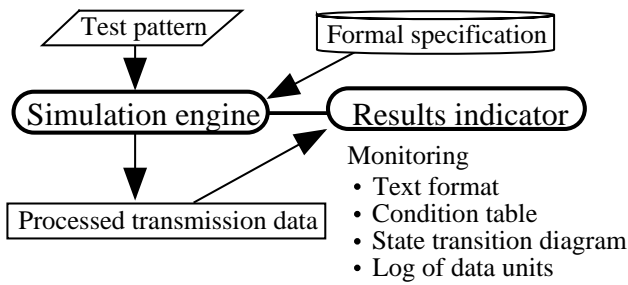 Test pattern
Formal specification
Simulation engine
Results indicator
Monitoring
• Text format
• Condition table
• State transition diagram
• Log of data units
Processed transmission data